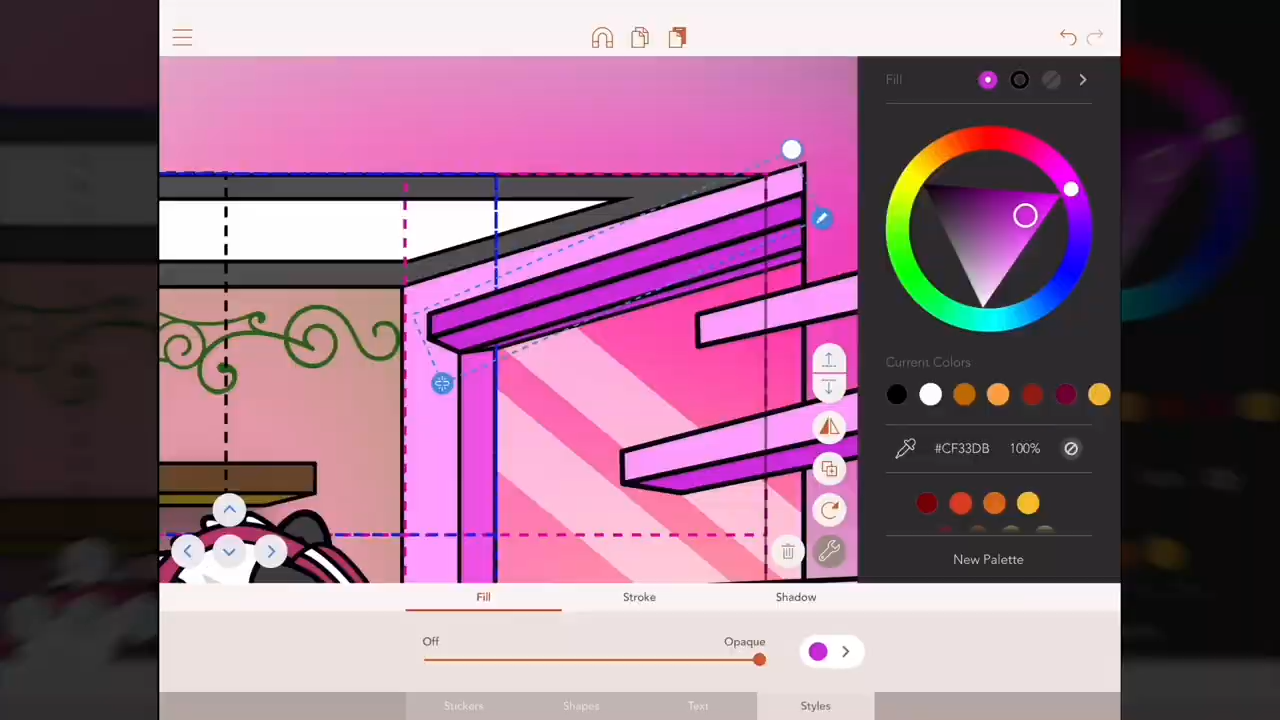 Fill
Current Colors
#CF33DB 100%
New Palette
Fill Stroke Shadow
Off Opaque
Stickers Shapes Text Styles